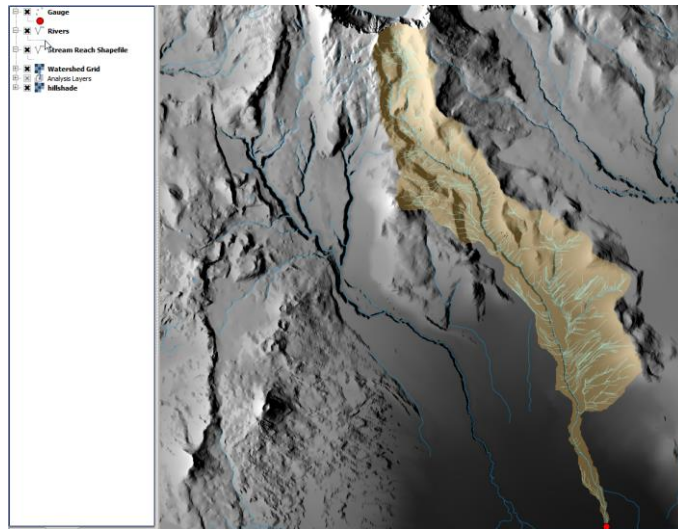 Gauge
Rivers
Stream Reach Shapefile
Watershed Grid
Analysis Layers
hillshade